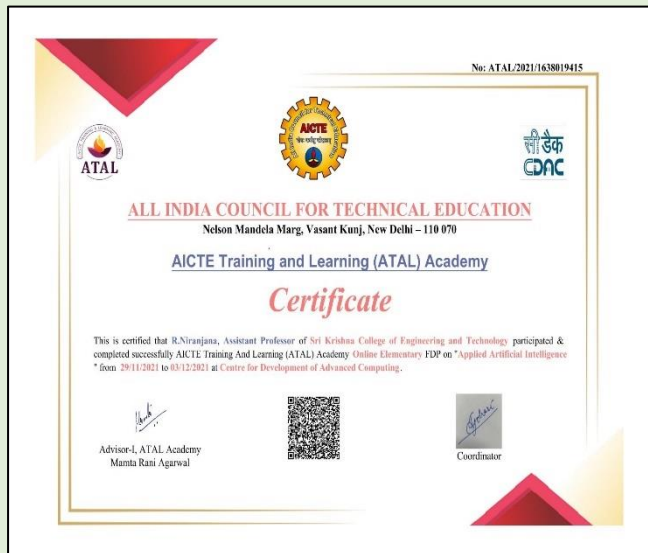 No: ATAL/2021/1638019415
ATAL
AICTE
सी डैक
CDAC
ALL INDIA COUNCIL FOR TECHNICAL EDUCATION
Nelson Mandela Marg, Vasant Kunj, New Delhi – 110 070
AICTE Training and Learning (ATAL) Academy
Certificate
This is certified that R.Niranjana, Assistant Professor of Sri Krishna College of Engineering and Technology participated &
completed successfully AICTE Training And Learning (ATAL) Academy Online Elementary FDP on "Applied Artificial Intelligence
" from 29/11/2021 to 03/12/2021 at Centre for Development of Advanced Computing.
Advisor-I, ATAL Academy
Mamta Rani Agarwal
Coordinator